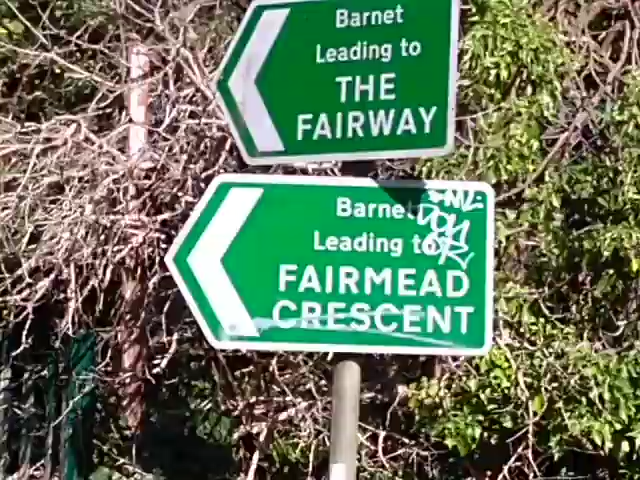 Barnet
Leading to
THE
FAIRWAY
Barnet
Leading to
FAIRMEAD
CRESCENT